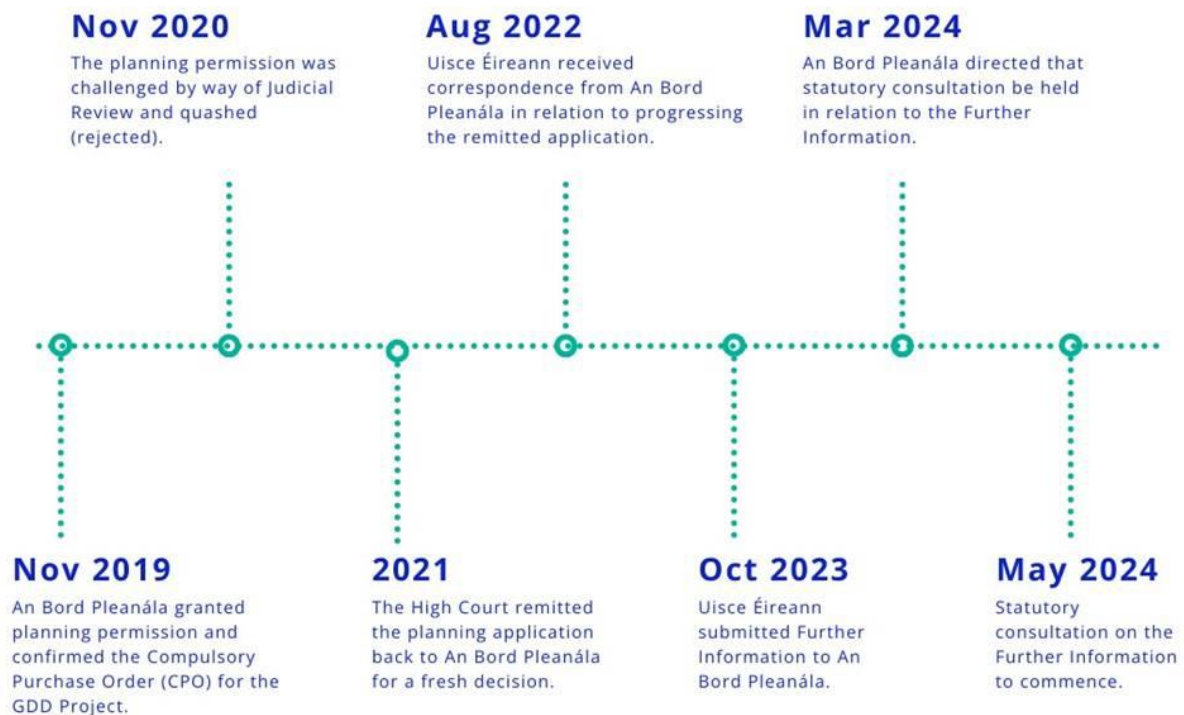 Nov 2020
The planning permission was
challenged by way of Judicial
Review and quashed
(rejected).
Aug 2022
Uisce Éireann received
correspondence from An Bord
Pleanála in relation to progressing
the remitted application.
Mar 2024
An Bord Pleanála directed that
statutory consultation be held
in relation to the Further
Information.
Nov 2019
An Bord Pleanála granted
planning permission and
confirmed the Compulsory
Purchase Order (CPO) for the
GDD Project.
2021
The High Court remitted
the planning application
back to An Bord Pleanála
for a fresh decision.
Oct 2023
Uisce Éireann
submitted Further
Information to An
Bord Pleanála.
May 2024
Statutory
consultation on the
Further Information
to commence.